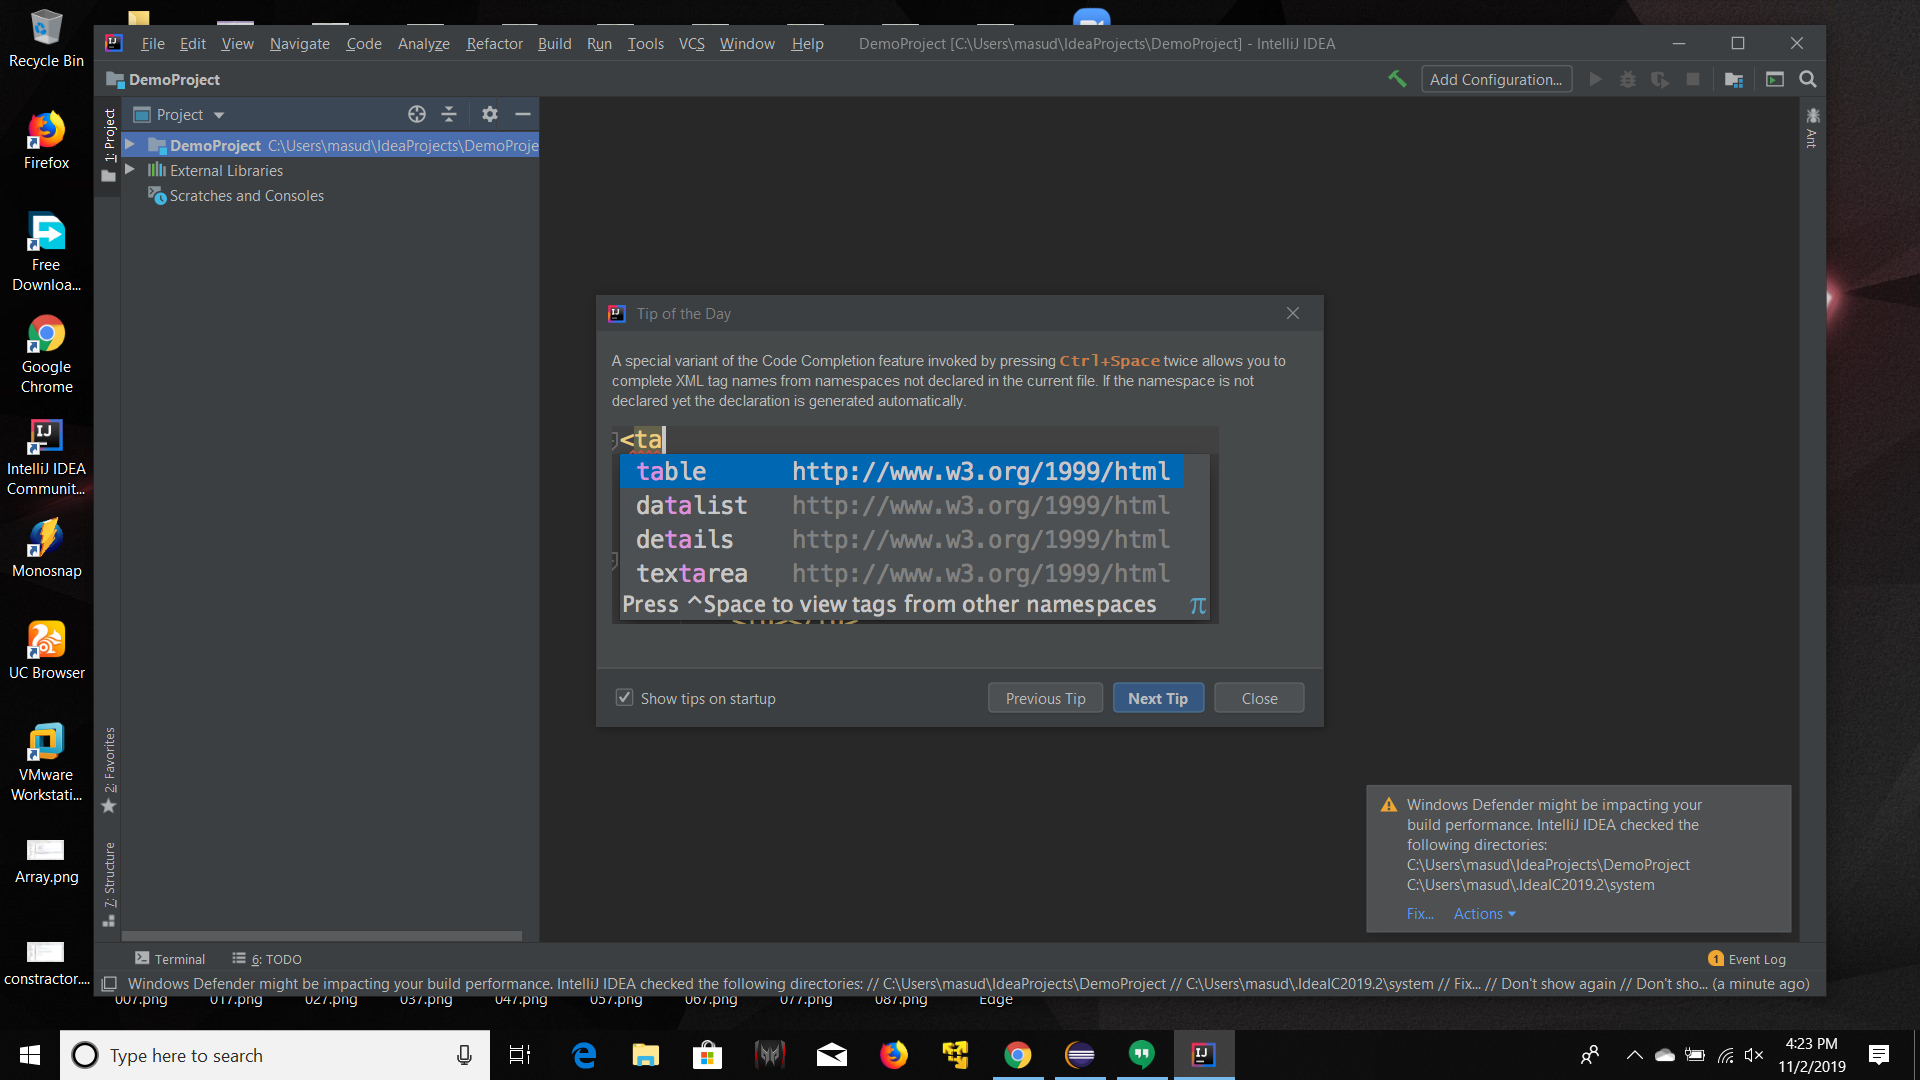 Recycle Bin
Firefox
Free
Downloa...
Google
Chrome
IntelliJ IDEA
Communit...
Monosnap
UC Browser
VMware
Workstati...
Array.png
constractor....
File Edit View Navigate Code Analyze Refactor Build Run Tools VCS Window Help
DemoProject [C:\Users\masud\IdeaProjects\DemoProject] - IntelliJ IDEA
DemoProject
Add Configuration...
1: Project
Project
DemoProject C:\Users\masud\IdeaProjects\DemoProje
External Libraries
Scratches and Consoles
Ant
2: Favorites
7: Structure
Tip of the Day
A special variant of the Code Completion feature invoked by pressing Ctrl+Space twice allows you to
complete XML tag names from namespaces not declared in the current file. If the namespace is not
declared yet the declaration is generated automatically.
<ta
table http://www.w3.org/1999/html
datalist http://www.w3.org/1999/html
details http://www.w3.org/1999/html
textarea http://www.w3.org/1999/html
Press ^Space to view tags from other namespaces π
Show tips on startup
Previous Tip
Next Tip
Close
Windows Defender might be impacting your
build performance. IntelliJ IDEA checked the
following directories:
C:\Users\masud\IdeaProjects\DemoProject
C:\Users\masud\.IdeaIC2019.2\system
Fix... Actions
Terminal
6: TODO
1 Event Log
Windows Defender might be impacting your build performance. IntelliJ IDEA checked the following directories: // C:\Users\masud\IdeaProjects\DemoProject // C:\Users\masud\.IdeaIC2019.2\system // Fix... // Don't show again // Don't sho... (a minute ago)
007.png 017.png 027.png 037.png 047.png 057.png 067.png 077.png 087.png Edge
Type here to search
4:23 PM
11/2/2019